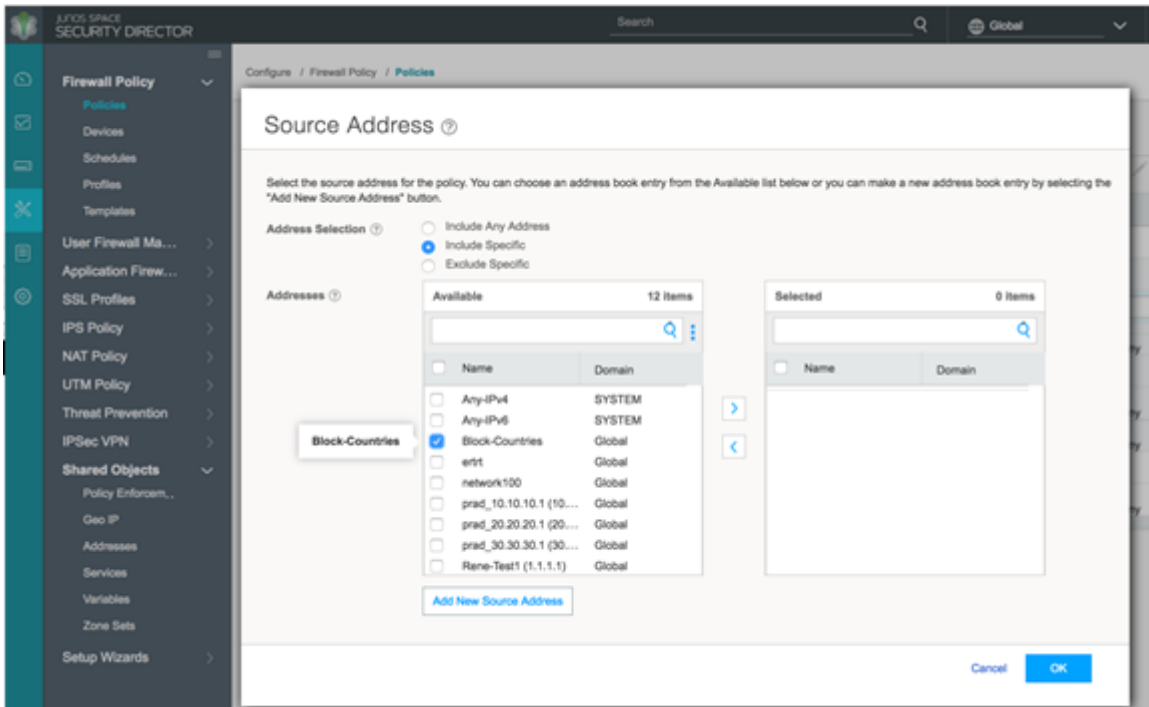 JUNOS SPACE
SECURITY DIRECTOR
Search
Global
Firewall Policy
Policies
Devices
Schedules
Profiles
Templates
User Firewall Ma...
Application Firew...
SSL Profiles
IPS Policy
NAT Policy
UTM Policy
Threat Prevention
IPSec VPN
Shared Objects
Policy Enforcem...
Geo IP
Addresses
Services
Variables
Zone Sets
Setup Wizards
Configure / Firewall Policy / Policies
Source Address
Select the source address for the policy. You can choose an address book entry from the Available list below or you can make a new address book entry by selecting the
"Add New Source Address" button.
Address Selection
Include Any Address
Include Specific
Exclude Specific
Addresses
Available 12 items
Name Domain
Any-IPv4 SYSTEM
Any-IPv6 SYSTEM
Block-Countries
Block-Countries Global
ertrt Global
network100 Global
prad_10.10.10.1 (10.... Global
prad_20.20.20.1 (20.... Global
prad_30.30.30.1 (30.... Global
Rene-Test1 (1.1.1.1) Global
Selected 0 items
Name Domain
Add New Source Address
Cancel OK